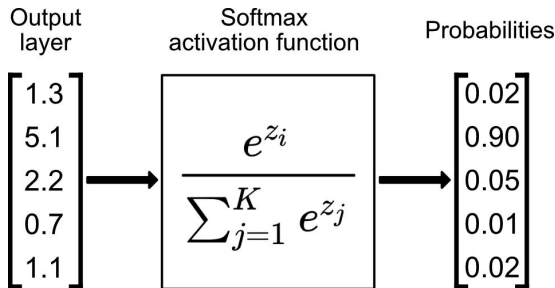 Output
layer
Softmax
activation function
Probabilities
1.3
5.1
2.2
0.7
1.1
e^{z_i}
\sum_{j=1}^{K} e^{z_j}
0.02
0.90
0.05
0.01
0.02